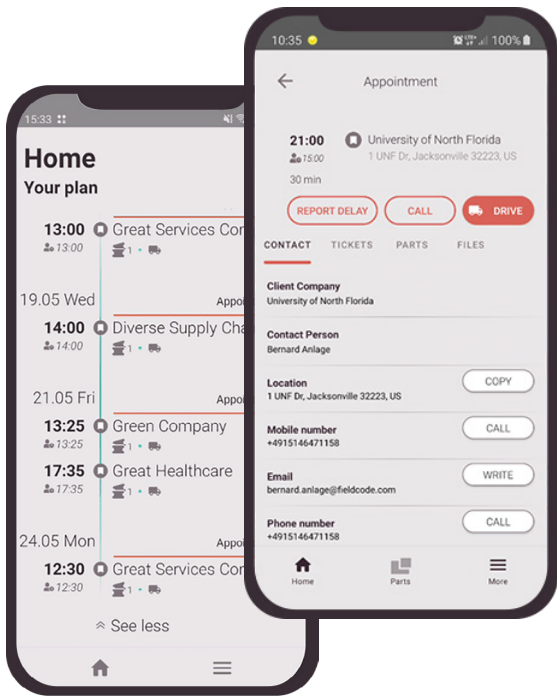 15:33
Home
Your plan
13:00 Great Services Cor
13:00 1
19.05 Wed Appoi
14:00 Diverse Supply Cha
14:00 1
21.05 Fri Appoi
13:25 Green Company
13:25 1
17:35 Great Healthcare
17:35 1
24.05 Mon Appoi
12:30 Great Services Cor
12:30 1
See less
10:35 100%
Appointment
21:00 University of North Florida
15:00 1 UNF Dr, Jacksonville 32223, US
30 min
REPORT DELAY CALL DRIVE
CONTACT TICKETS PARTS FILES
Client Company
University of North Florida
Contact Person
Bernard Anlage
Location COPY
1 UNF Dr, Jacksonville 32223, US
Mobile number CALL
+4915146471158
Email WRITE
bernard.anlage@fieldcode.com
Phone number CALL
+4915146471158
Home Parts More